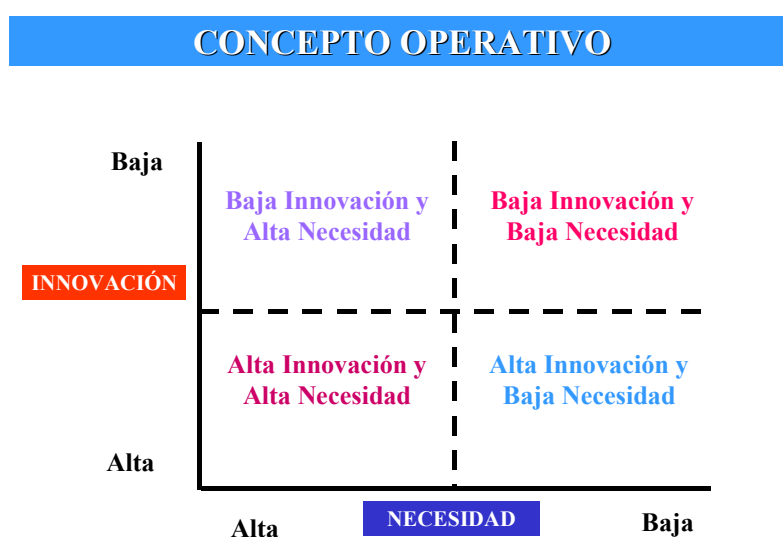 CONCEPTO OPERATIVO
Baja
Baja Innovación y
Alta Necesidad
Baja Innovación y
Baja Necesidad
INNOVACIÓN
Alta Innovación y
Alta Necesidad
Alta Innovación y
Baja Necesidad
Alta
Alta
NECESIDAD
Baja